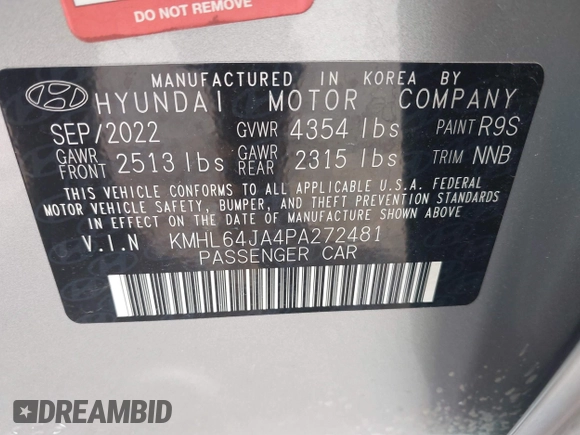 DO NOT REMOVE
MANUFACTURED IN KOREA BY
HYUNDAI MOTOR COMPANY
SEP/2022 GVWR 4354 lbs PAINT R9S
GAWR FRONT 2513 lbs GAWR REAR 2315 lbs TRIM NNB
THIS VEHICLE CONFORMS TO ALL APPLICABLE U.S.A. FEDERAL
MOTOR VEHICLE SAFETY, BUMPER, AND THEFT PREVENTION STANDARDS
IN EFFECT ON THE DATE OF MANUFACTURE SHOWN ABOVE.
V.I.N KMHL64JA4PA272481
PASSENGER CAR
DREAMBID